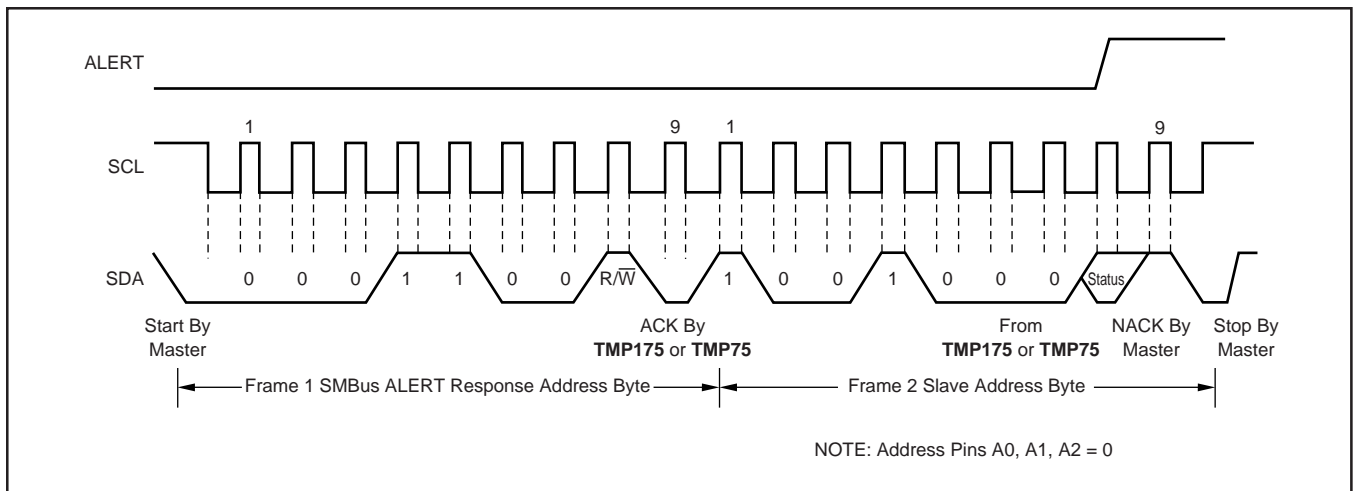 ALERT
1 9 1 9
SCL
SDA
0 0 0 1 1 0 0 R/W̅ 1 0 0 1 0 0 0 Status
Start By
Master
ACK By
TMP175 or TMP75
From
TMP175 or TMP75
NACK By
Master
Stop By
Master
Frame 1 SMBus ALERT Response Address Byte
Frame 2 Slave Address Byte
NOTE: Address Pins A0, A1, A2 = 0